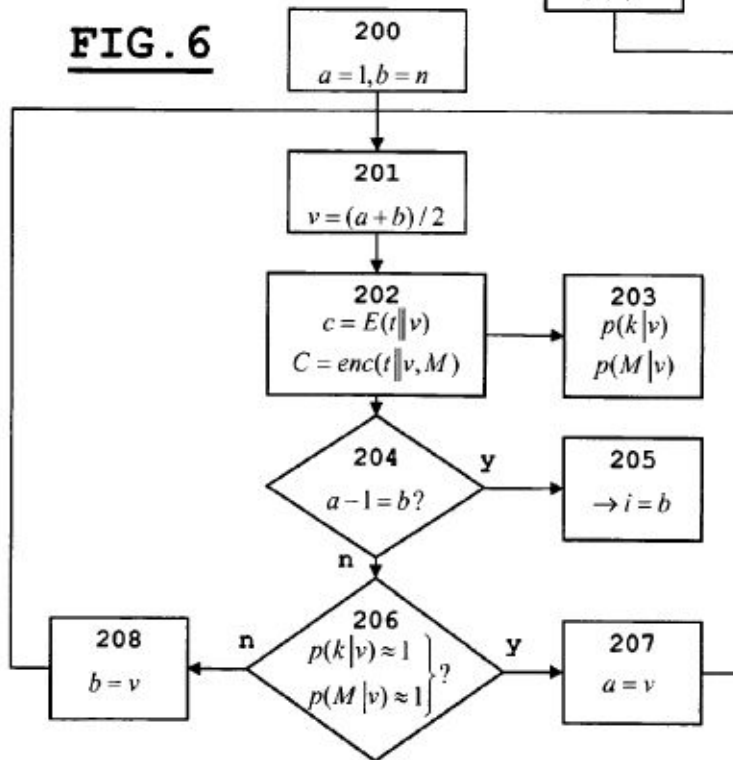 FIG.6
200
a = 1, b = n
201
v = (a + b) / 2
202
c = E(t‖v)
C = enc(t‖v, M)
203
p(k|v)
p(M|v)
204
a − 1 = b?
y
205
→ i = b
n
206
p(k|v) ≈ 1
p(M|v) ≈ 1
}?
n
y
208
b = v
207
a = v